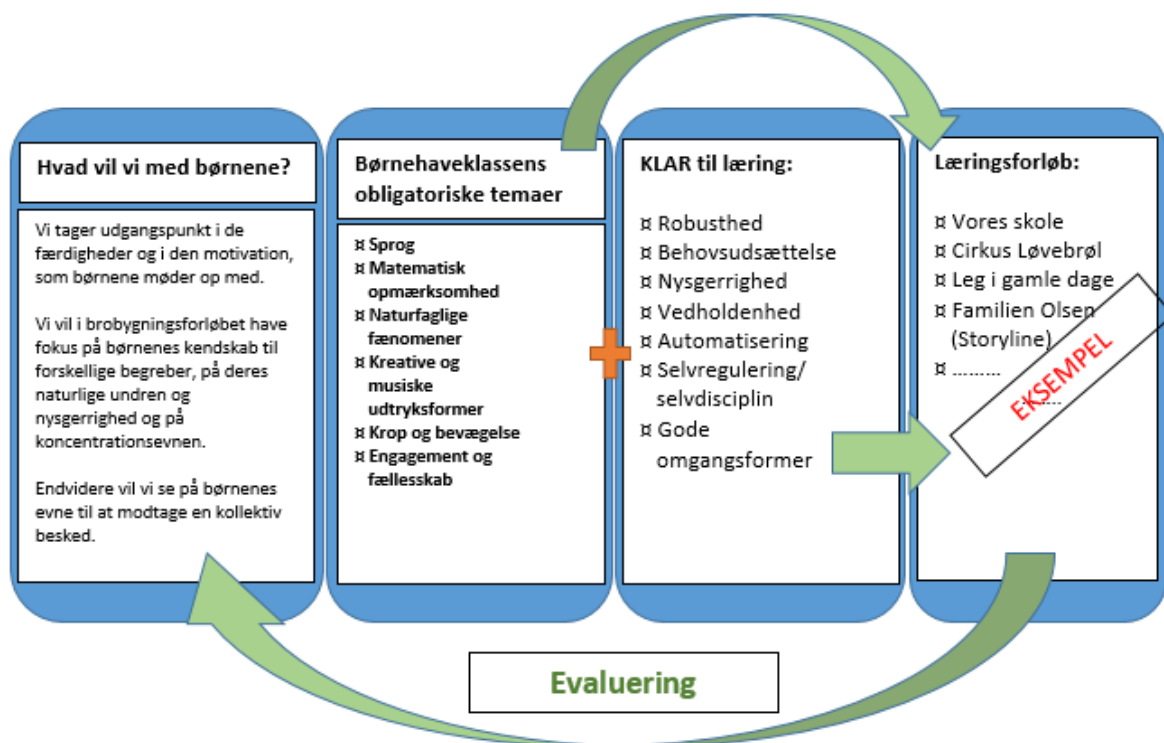 Hvad vil vi med børnene?
Vi tager udgangspunkt i de
færdigheder og i den motivation,
som børnene møder op med.
Vi vil i brobygningsforløbet have
fokus på børnenes kendskab til
forskellige begreber, på deres
naturlige undren og
nysgerrighed og på
koncentrationsevnen.
Endvidere vil vi se på børnenes
evne til at modtage en kollektiv
besked.
Børnehaveklassens
obligatoriske temaer
¤ Sprog
¤ Matematisk
opmærksomhed
¤ Naturfaglige
fænomener
¤ Kreative og
musiske
udtryksformer
¤ Krop og bevægelse
¤ Engagement og
fællesskab
KLAR til læring:
¤ Robusthed
¤ Behovsudsættelse
¤ Nysgerrighed
¤ Vedholdenhed
¤ Automatisering
¤ Selvregulering/
selvdisciplin
¤ Gode
omgangsformer
Læringsforløb:
¤ Vores skole
¤ Cirkus Løvebrøl
¤ Leg i gamle dage
¤ Familien Olsen
(Storyline)
¤ .........
.........
EKSEMPEL
Evaluering